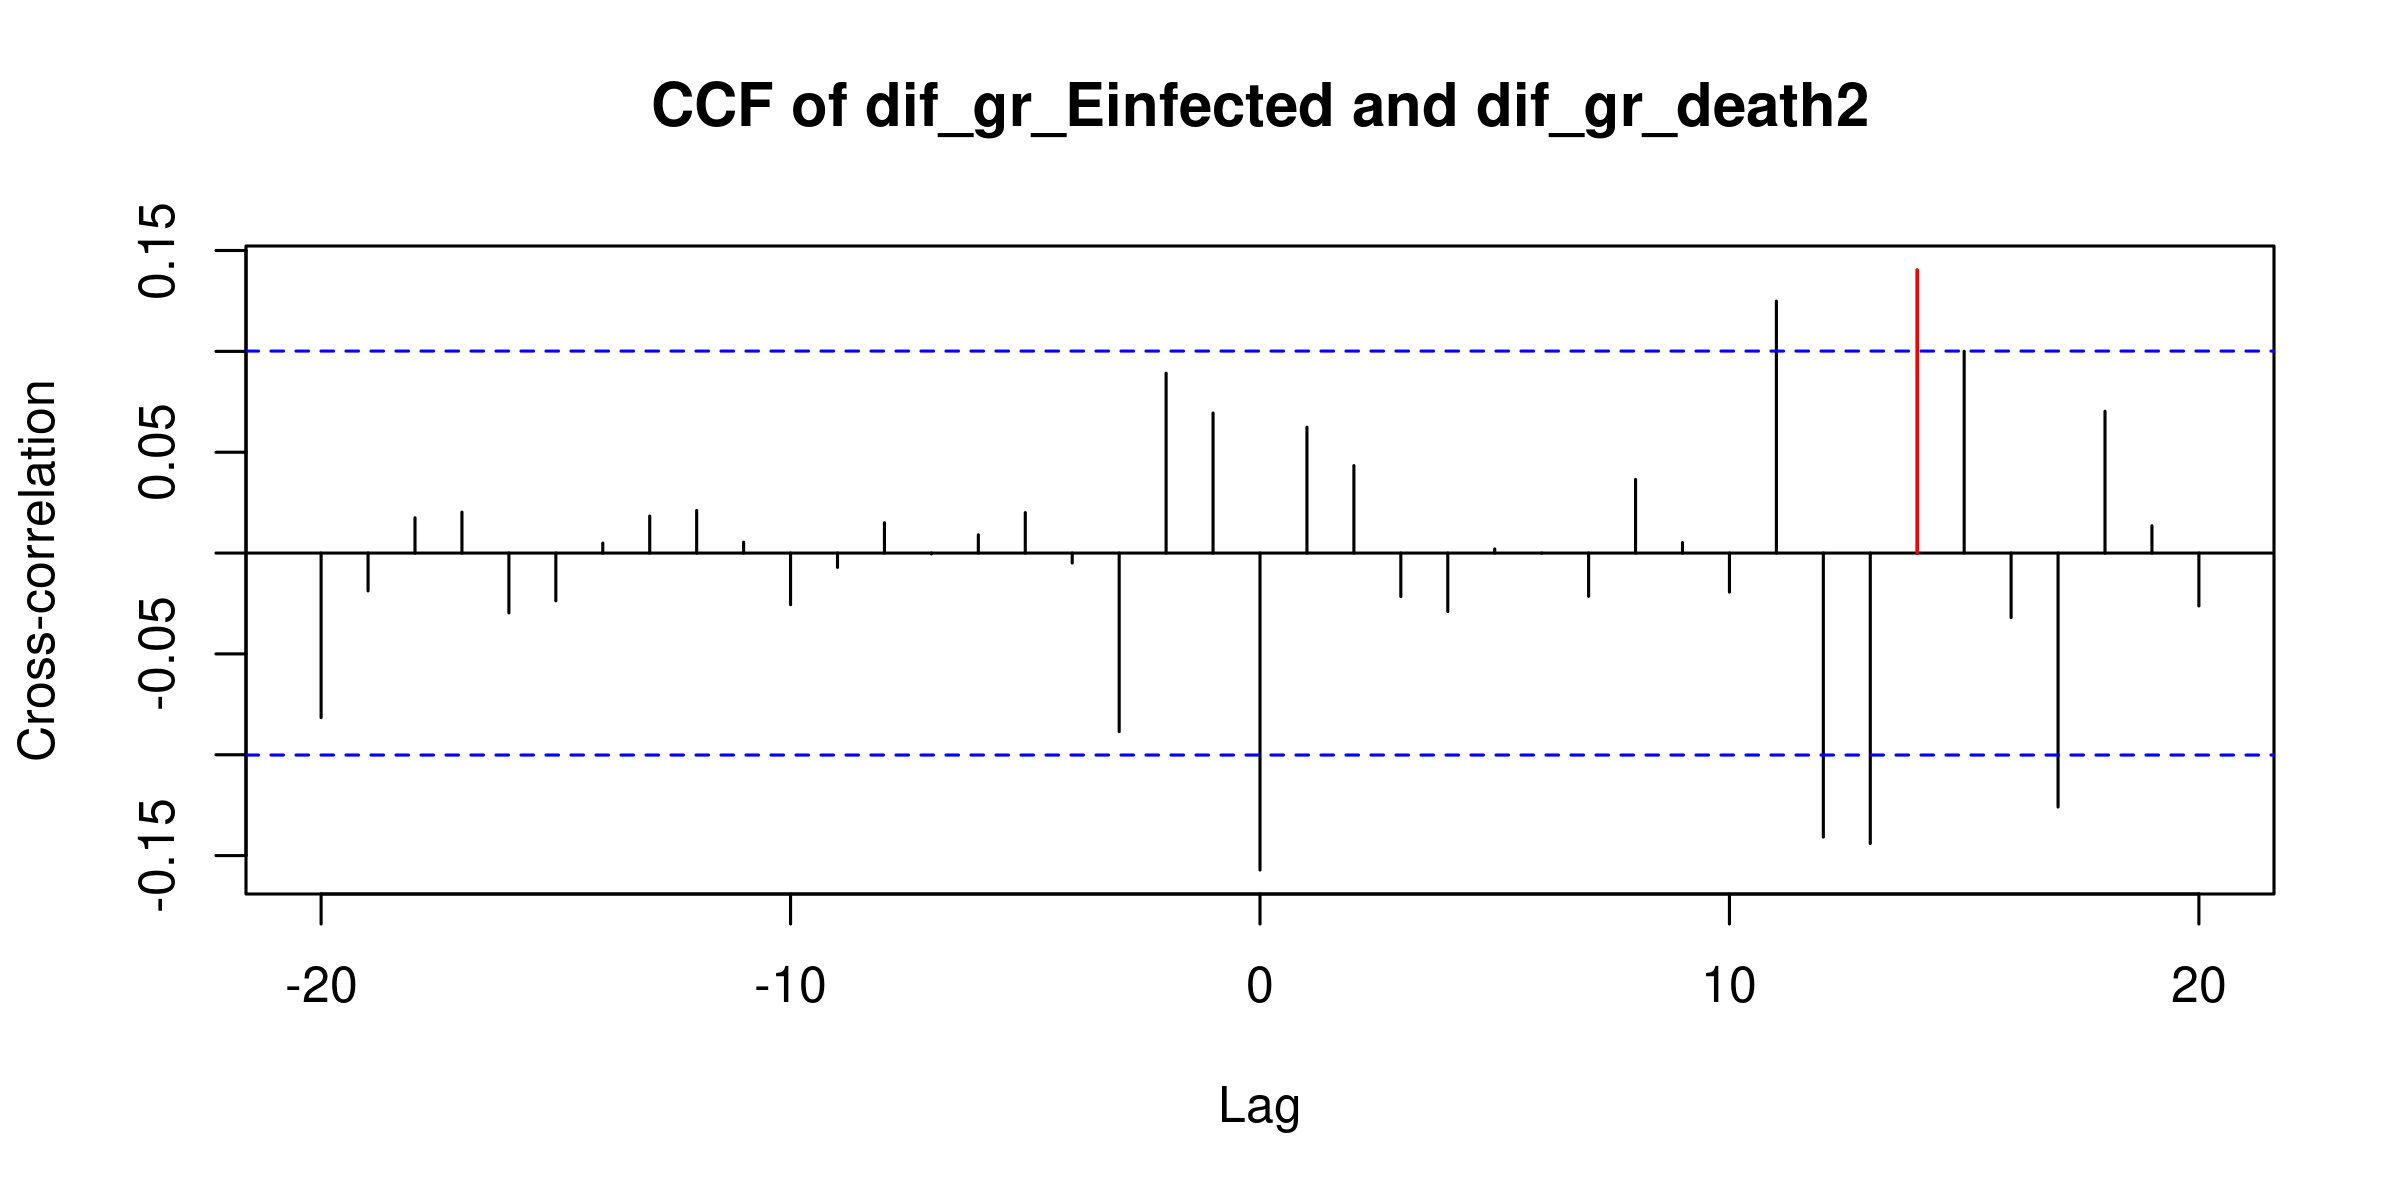 CCF of dif_gr_Einfected and dif_gr_death2
Cross-correlation
0.15
0.05
-0.05
-0.15
-20 -10 0 10 20
Lag